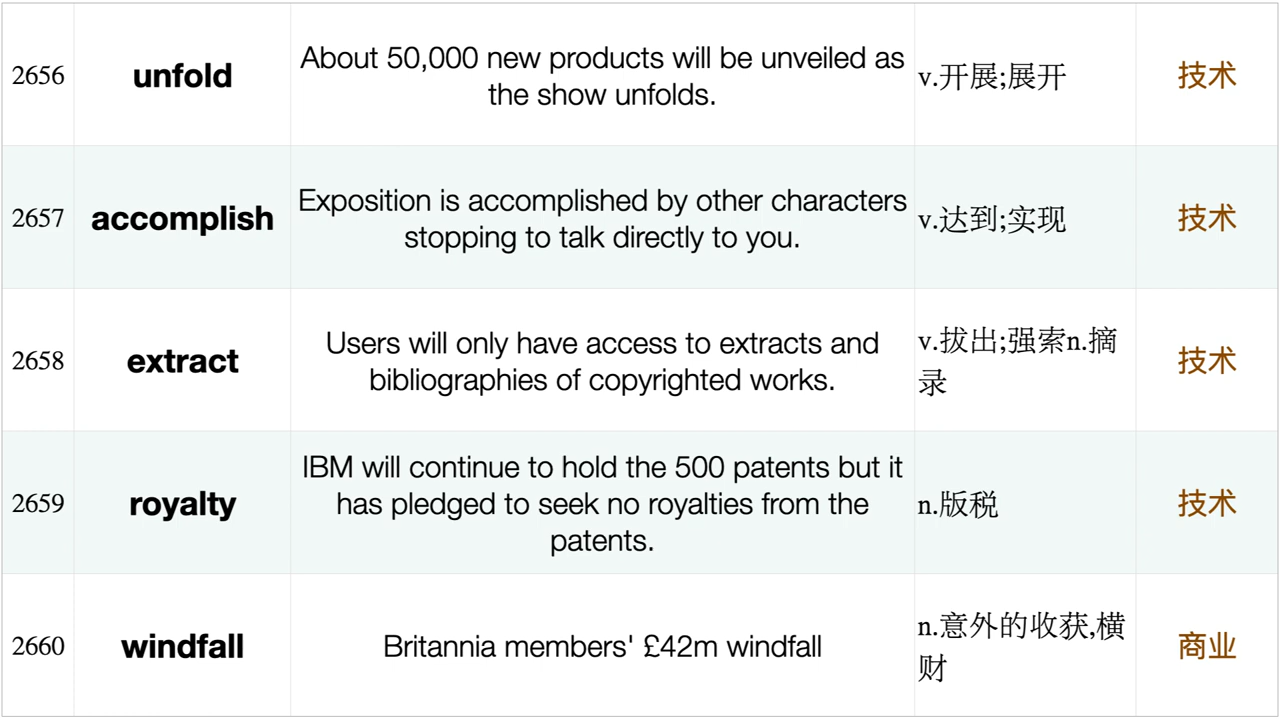 2656
unfold
About 50,000 new products will be unveiled as
the show unfolds.
v.开展;展开
技术
2657
accomplish
Exposition is accomplished by other characters
stopping to talk directly to you.
v.达到;实现
技术
2658
extract
Users will only have access to extracts and
bibliographies of copyrighted works.
v.拔出;强索n.摘
录
技术
2659
royalty
IBM will continue to hold the 500 patents but it
has pledged to seek no royalties from the
patents.
n.版税
技术
2660
windfall
Britannia members' £42m windfall
n.意外的收获,横
财
商业